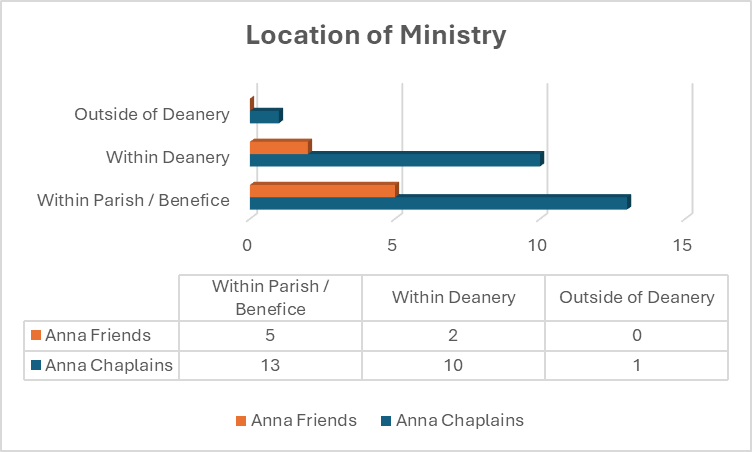 Location of Ministry
Outside of Deanery
Within Deanery
Within Parish / Benefice
0 5 10 15
Within Parish /
Benefice Within Deanery Outside of Deanery
Anna Friends 5 2 0
Anna Chaplains 13 10 1
Anna Friends Anna Chaplains